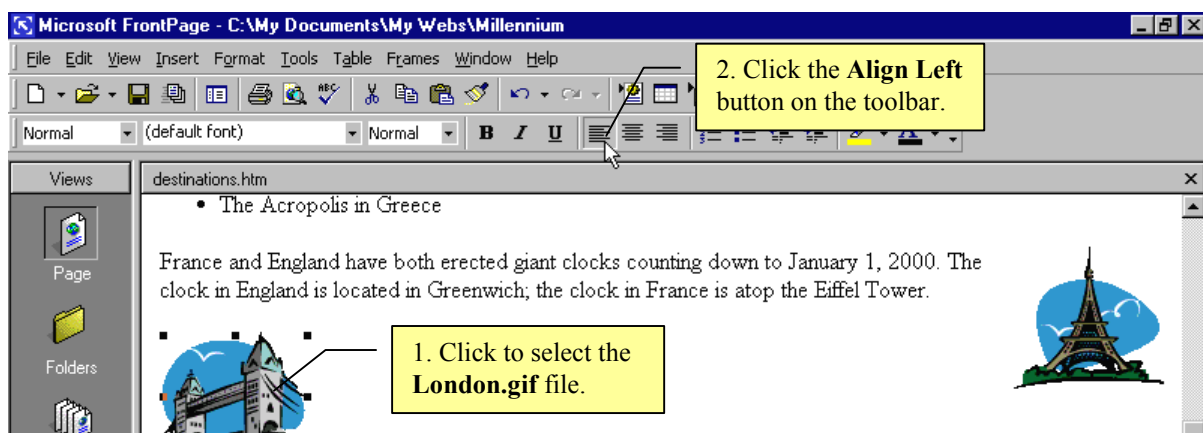 Microsoft FrontPage - C:\My Documents\My Webs\Millennium
File Edit View Insert Format Tools Table Frames Window Help
2. Click the Align Left
button on the toolbar.
ABC
Normal (default font) Normal B I U A
Views destinations.htm
• The Acropolis in Greece
Page
France and England have both erected giant clocks counting down to January 1, 2000. The
clock in England is located in Greenwich; the clock in France is atop the Eiffel Tower.
Folders
1. Click to select the
London.gif file.